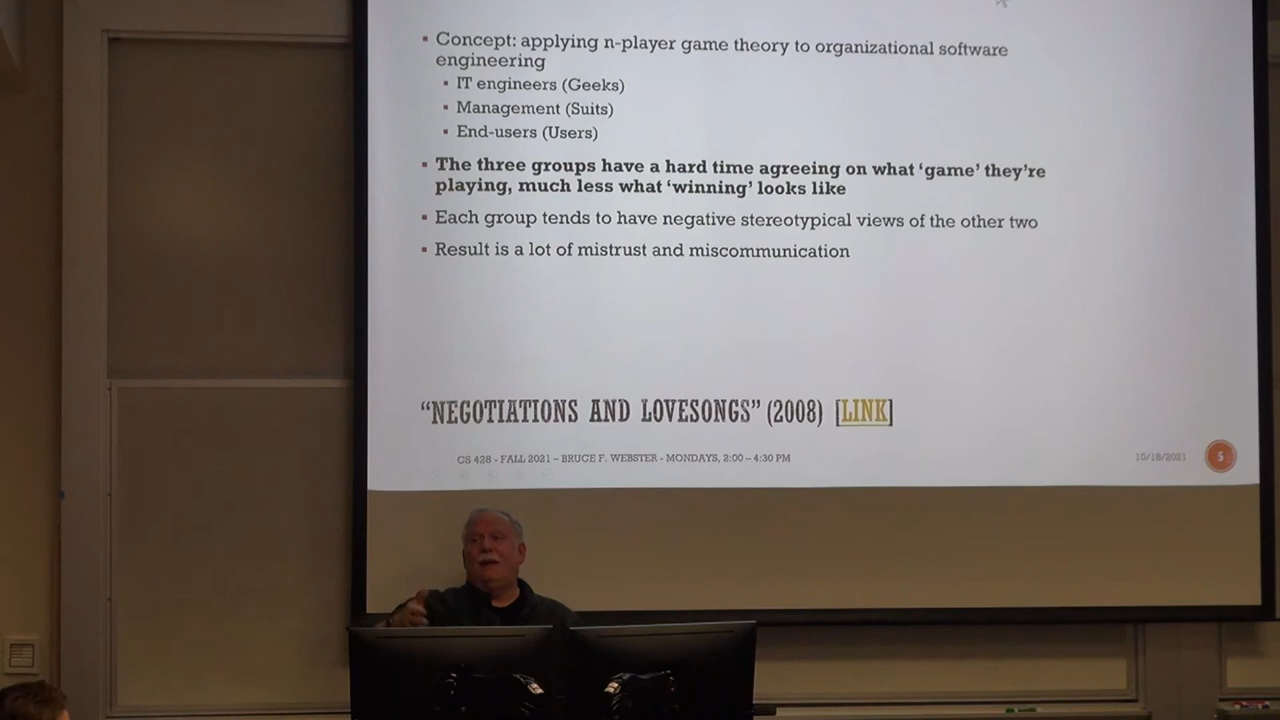 ▪ Concept: applying n-player game theory to organizational software
engineering
▪ IT engineers (Geeks)
▪ Management (Suits)
▪ End-users (Users)
▪ The three groups have a hard time agreeing on what ‘game’ they’re
playing, much less what ‘winning’ looks like
▪ Each group tends to have negative stereotypical views of the other two
▪ Result is a lot of mistrust and miscommunication
“NEGOTIATIONS AND LOVESONGS” (2008) [LINK]
CS 428 - FALL 2021 – BRUCE F. WEBSTER - MONDAYS, 2:00 – 4:30 PM
10/18/2021
5